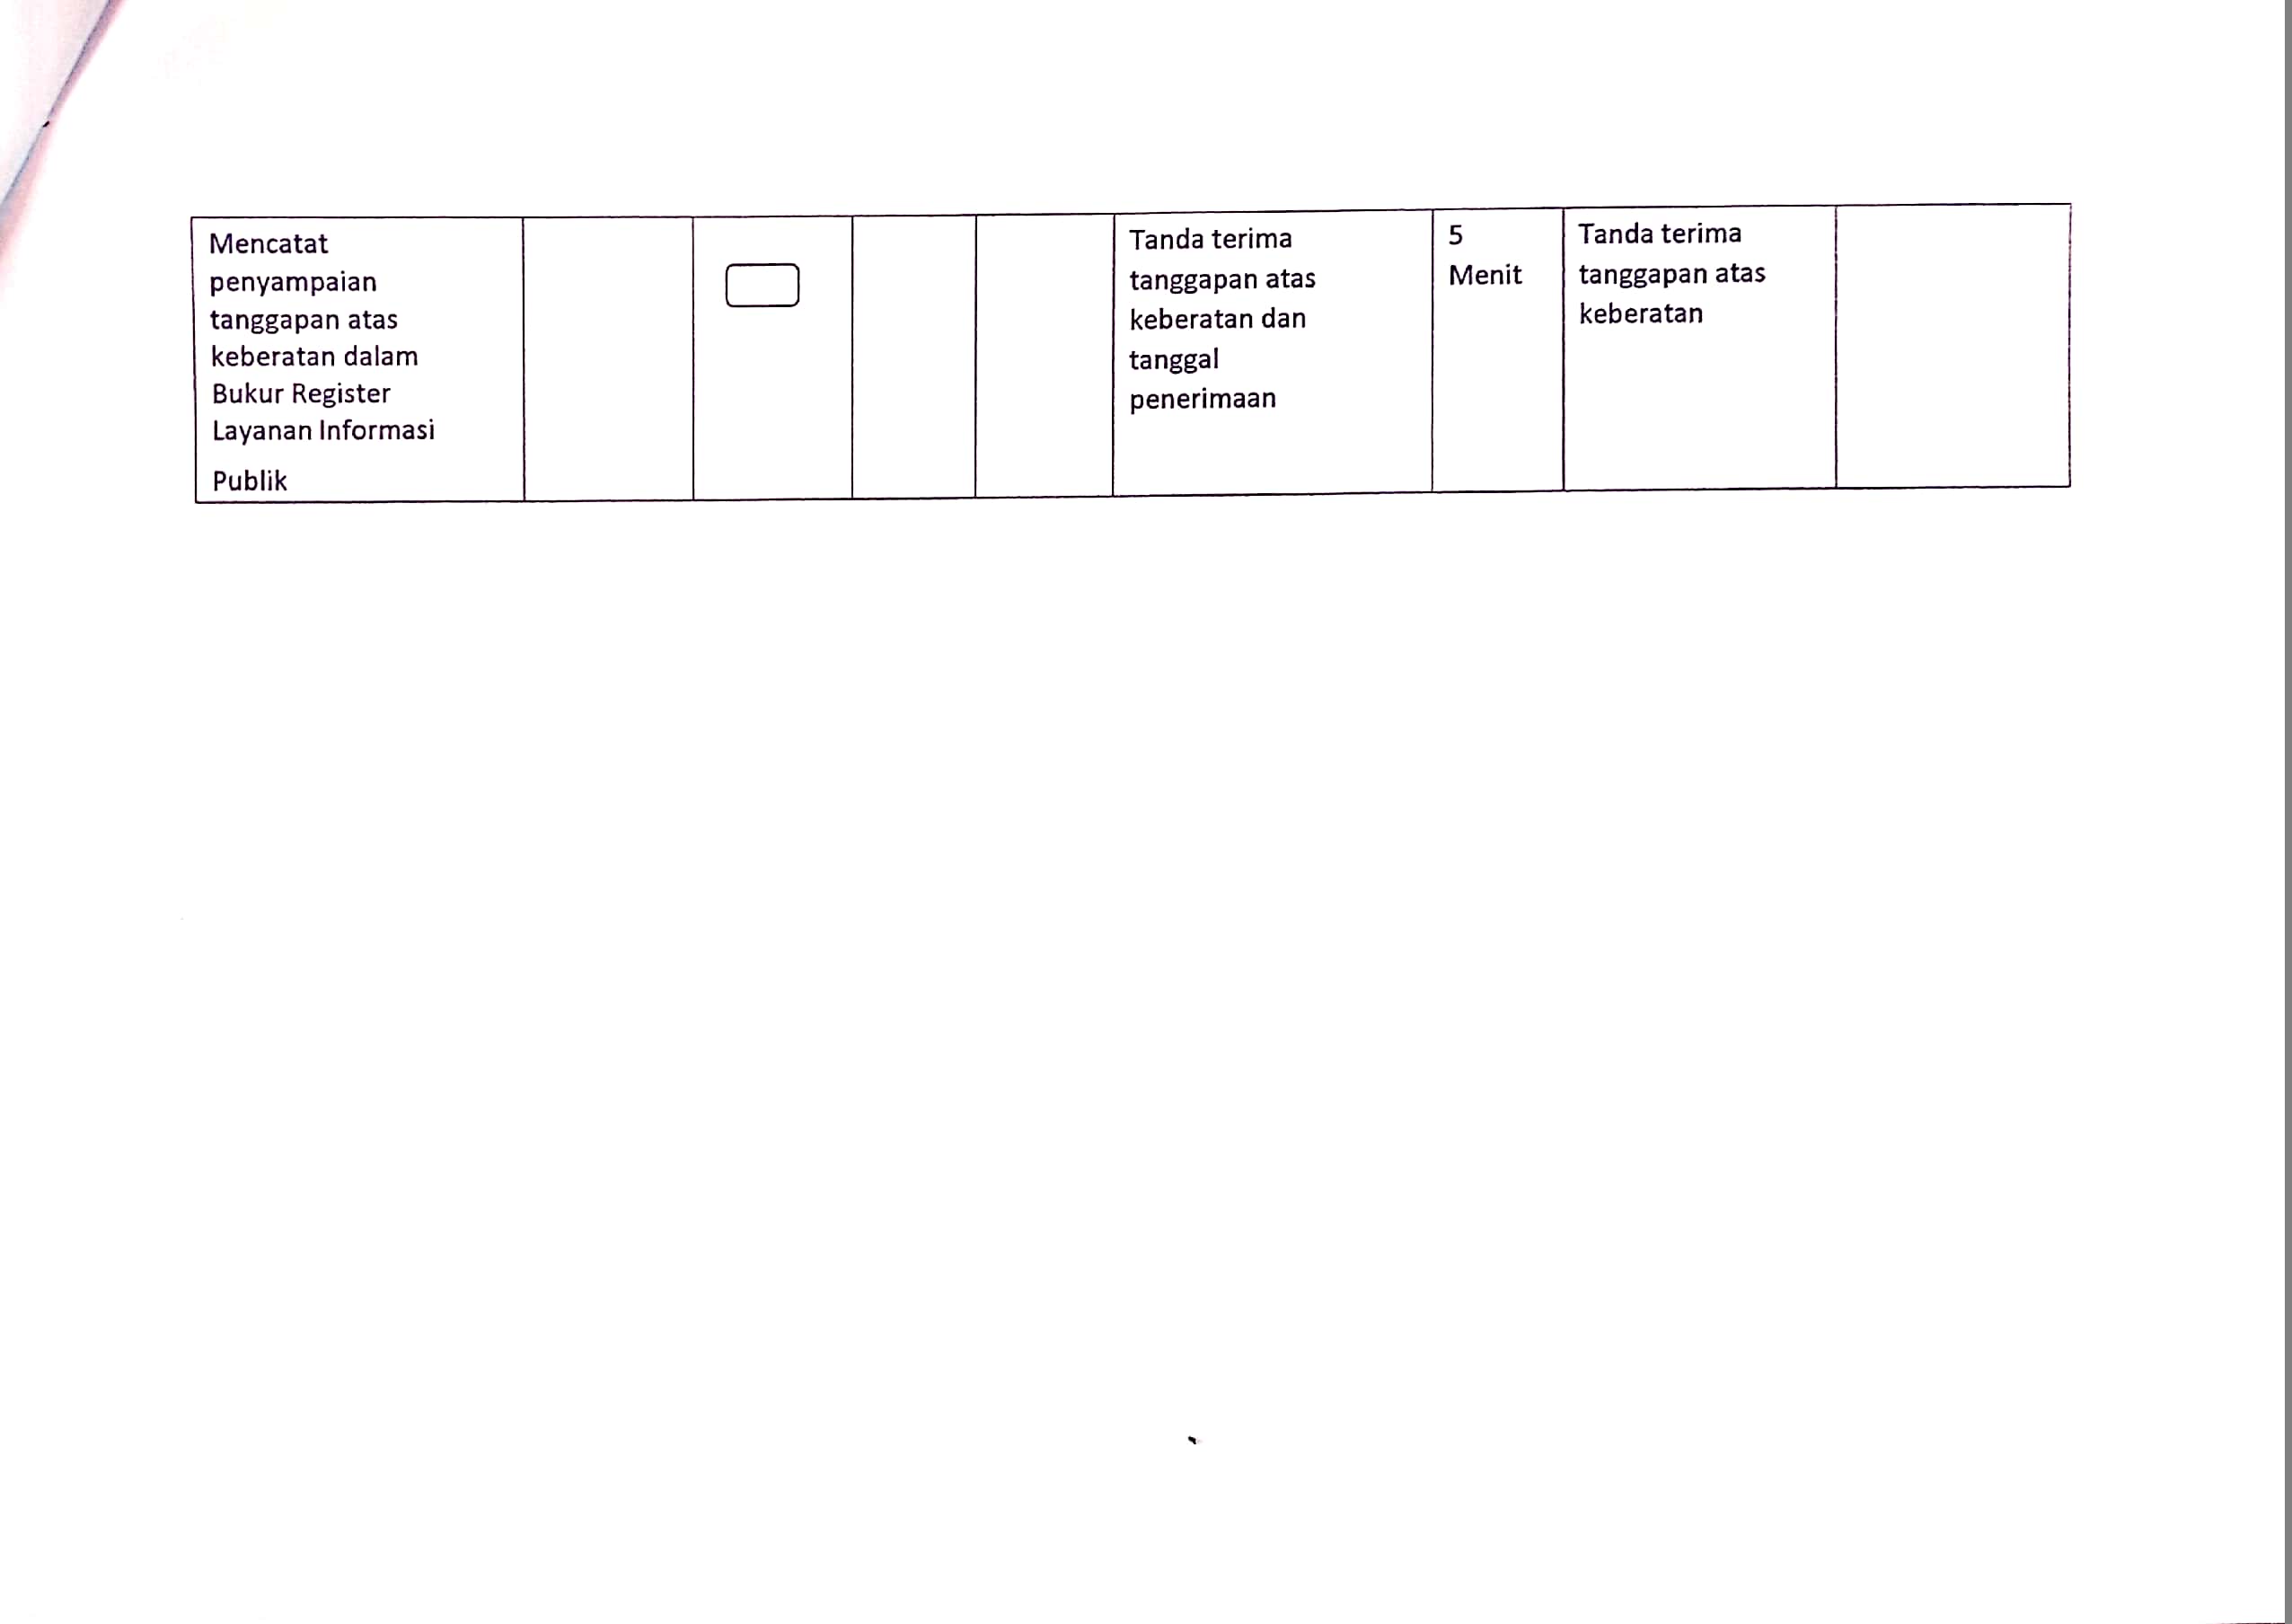 Mencatat
penyampaian
tanggapan atas
keberatan dalam
Bukur Register
Layanan Informasi
Publik
Tanda terima
tanggapan atas
keberatan dan
tanggal
penerimaan
5
Menit
Tanda terima
tanggapan atas
keberatan